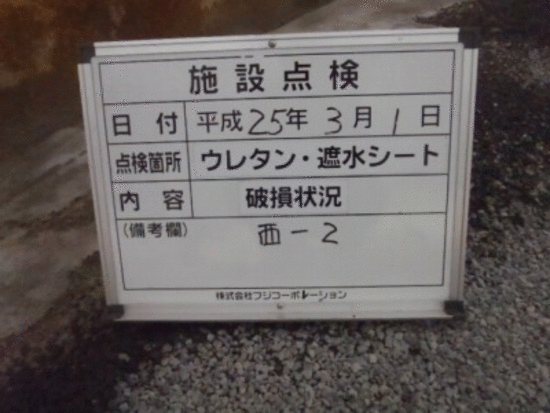 施設点検
日付 平成25年3月1日
点検箇所 ウレタン・遮水シート
内容 破損状況
(備考欄) 西-2
株式会社フジコーポレーション